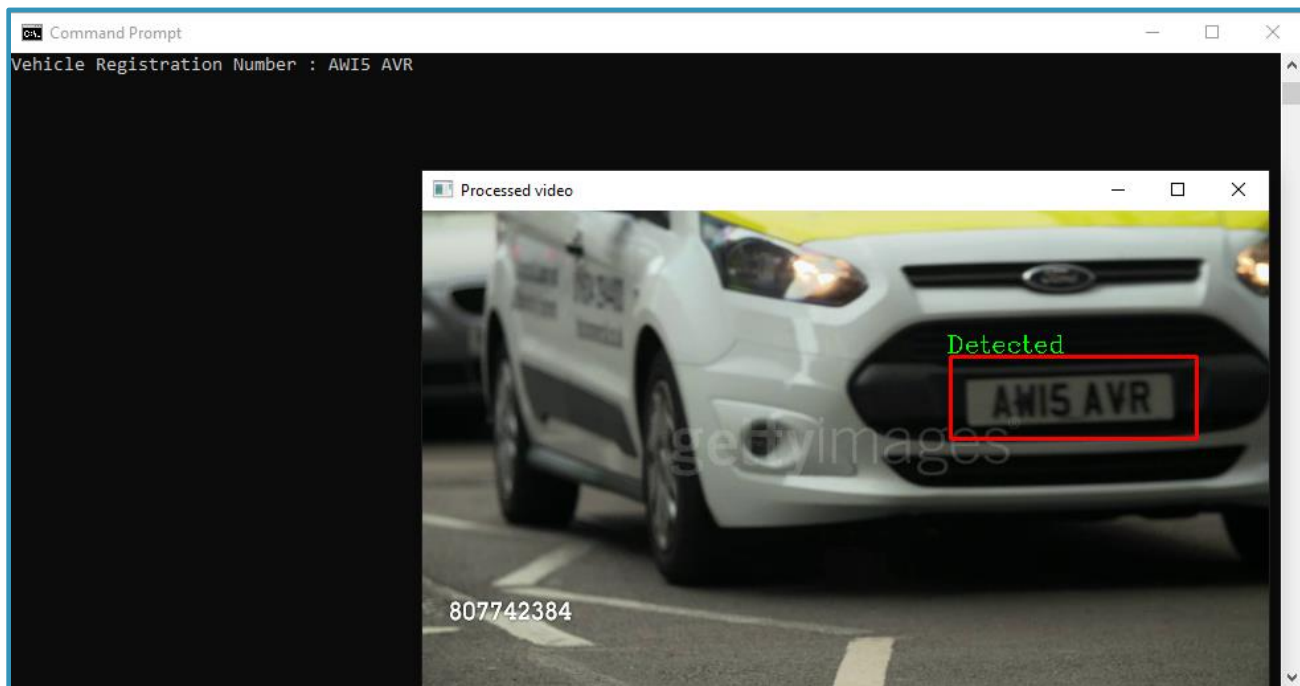 Command Prompt
Vehicle Registration Number : AWI5 AVR
Processed video
Detected
AWI5 AVR
gettyimages
807742384